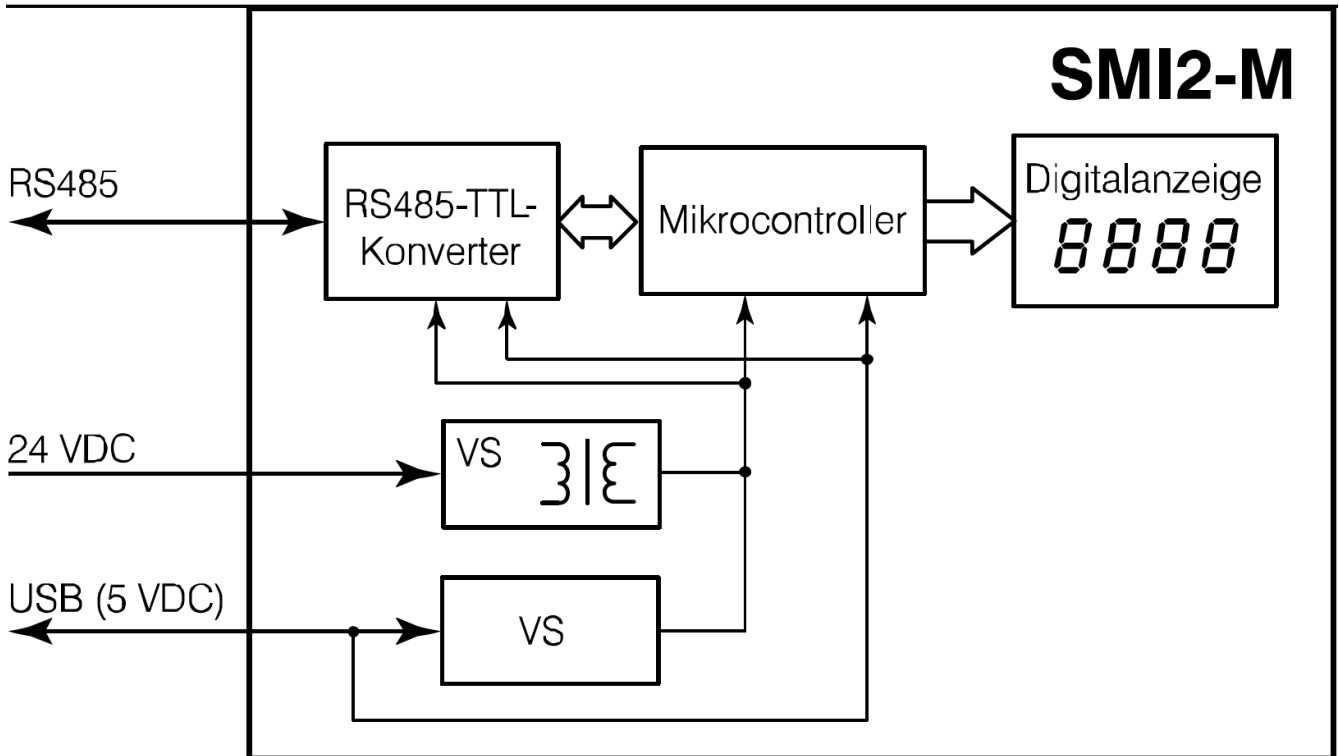 SMI2-M
RS485
RS485-TTL-
Konverter
Mikrocontroller
Digitalanzeige
8888
24 VDC
VS
USB (5 VDC)
VS